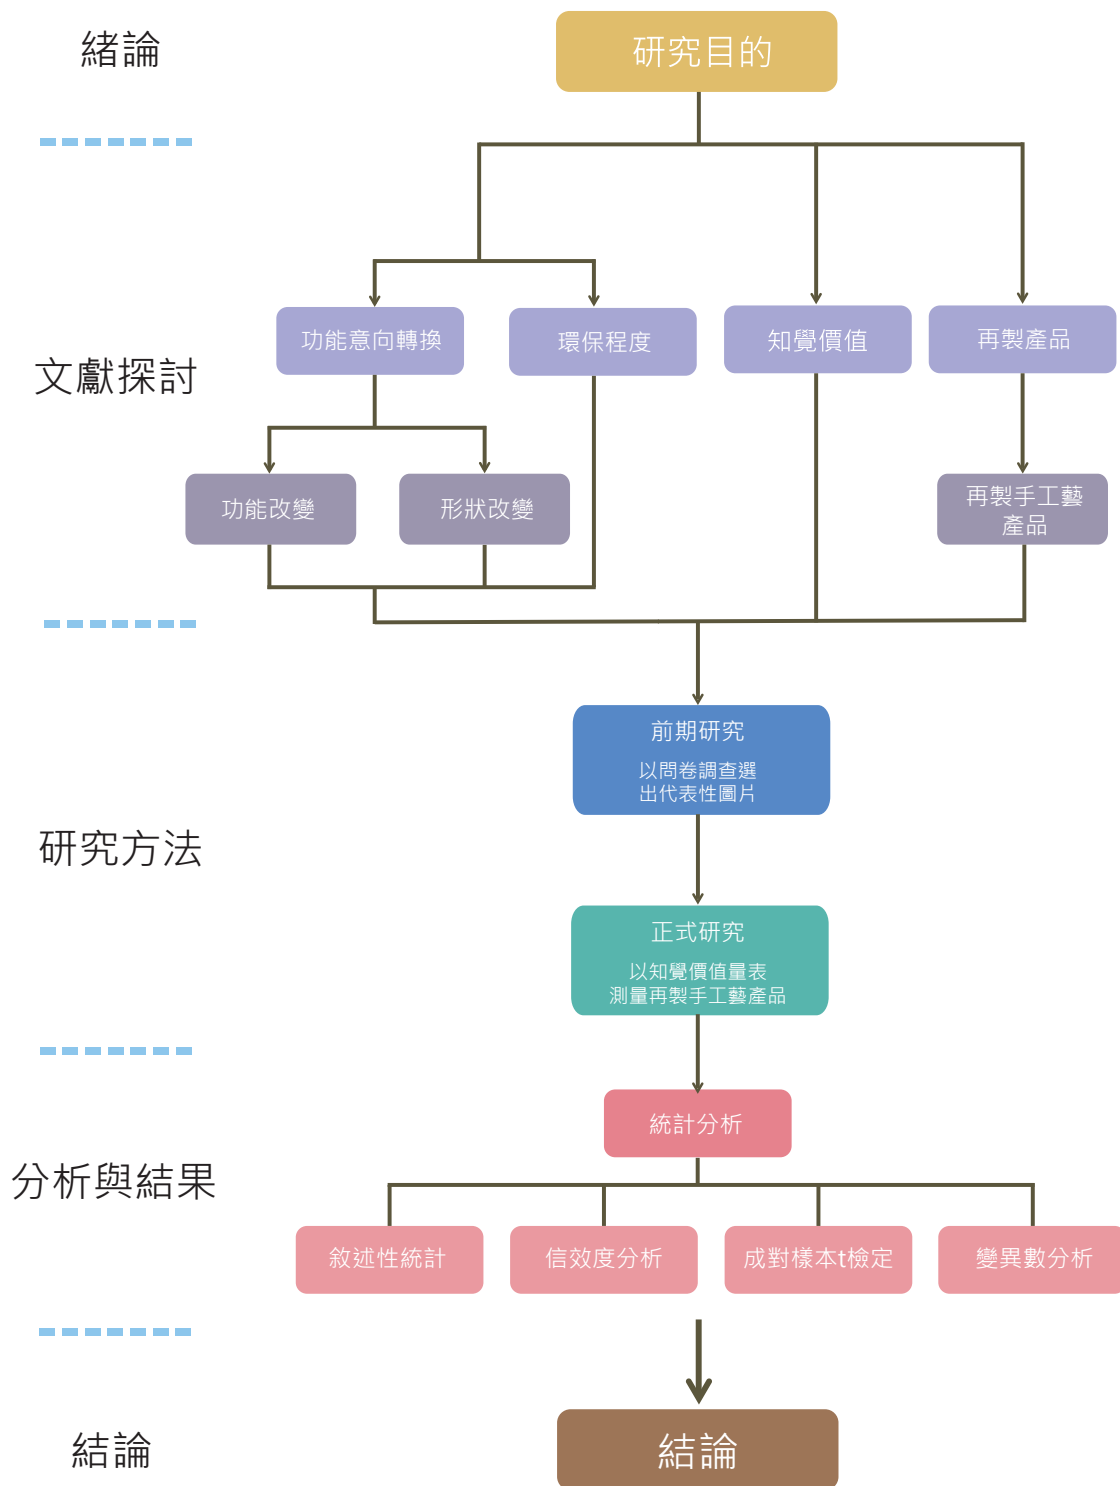 緒論
研究目的
文獻探討
功能意向轉換
環保程度
知覺價值
再製產品
功能改變
形狀改變
再製手工藝
產品
研究方法
前期研究
以問卷調查選
出代表性圖片
正式研究
以知覺價值量表
測量再製手工藝產品
分析與結果
統計分析
敘述性統計
信效度分析
成對樣本t檢定
變異數分析
結論
結論